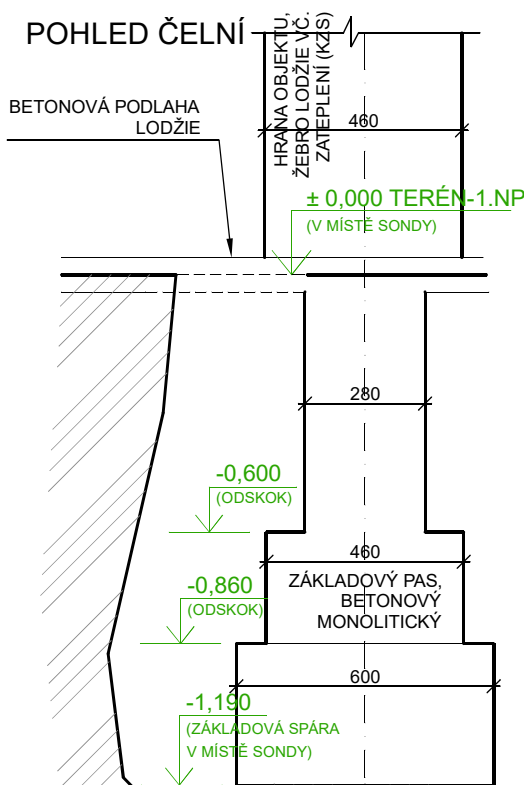 POHLED ČELNÍ
HRANA OBJEKTU,
ŽEBRO LODŽIE VČ.
ZATEPLENÍ (KZS)
BETONOVÁ PODLAHA
LODŽIE
460
± 0,000 TERÉN-1.NP
(V MÍSTĚ SONDY)
280
-0,600
(ODSKOK)
460
-0,860
(ODSKOK)
ZÁKLADOVÝ PAS,
BETONOVÝ
MONOLITICKÝ
600
-1,190
(ZÁKLADOVÁ SPÁRA
V MÍSTĚ SONDY)